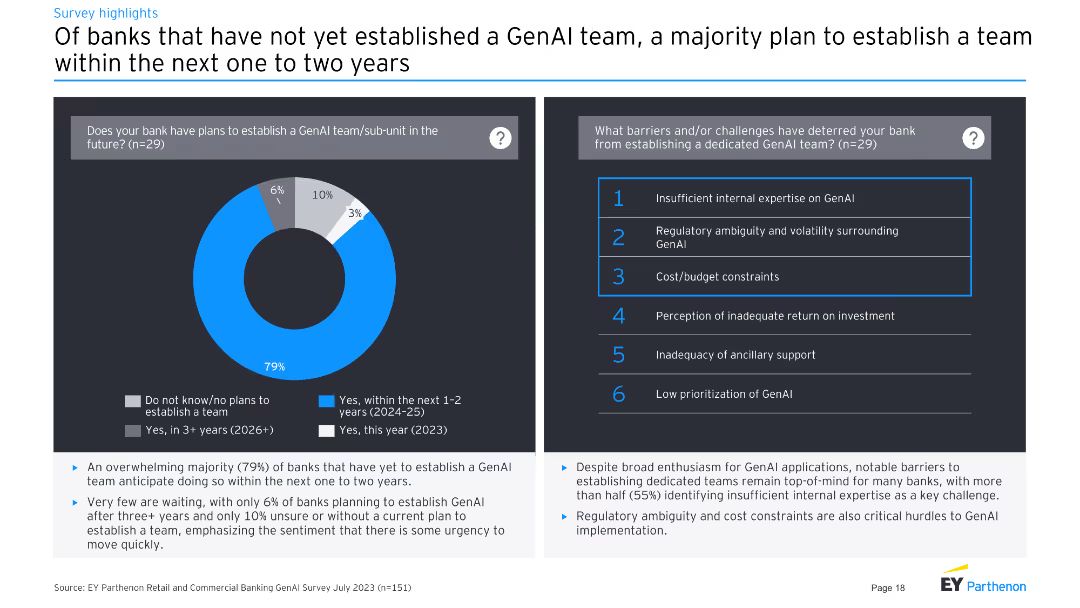 Survey highlights
Of banks that have not yet established a GenAI team, a majority plan to establish a team
within the next one to two years
Does your bank have plans to establish a GenAI team/sub-unit in the
future? (n=29)
?
6%
10%
3%
79%
Do not know/no plans to
establish a team
Yes, within the next 1–2
years (2024–25)
Yes, in 3+ years (2026+)
Yes, this year (2023)
An overwhelming majority (79%) of banks that have yet to establish a GenAI
team anticipate doing so within the next one to two years.
Very few are waiting, with only 6% of banks planning to establish GenAI
after three+ years and only 10% unsure or without a current plan to
establish a team, emphasizing the sentiment that there is some urgency to
move quickly.
What barriers and/or challenges have deterred your bank
from establishing a dedicated GenAI team? (n=29)
?
1 Insufficient internal expertise on GenAI
2 Regulatory ambiguity and volatility surrounding
GenAI
3 Cost/budget constraints
4 Perception of inadequate return on investment
5 Inadequacy of ancillary support
6 Low prioritization of GenAI
Despite broad enthusiasm for GenAI applications, notable barriers to
establishing dedicated teams remain top-of-mind for many banks, with more
than half (55%) identifying insufficient internal expertise as a key challenge.
Regulatory ambiguity and cost constraints are also critical hurdles to GenAI
implementation.
Source: EY Parthenon Retail and Commercial Banking GenAI Survey July 2023 (n=151)
Page 18
EY Parthenon